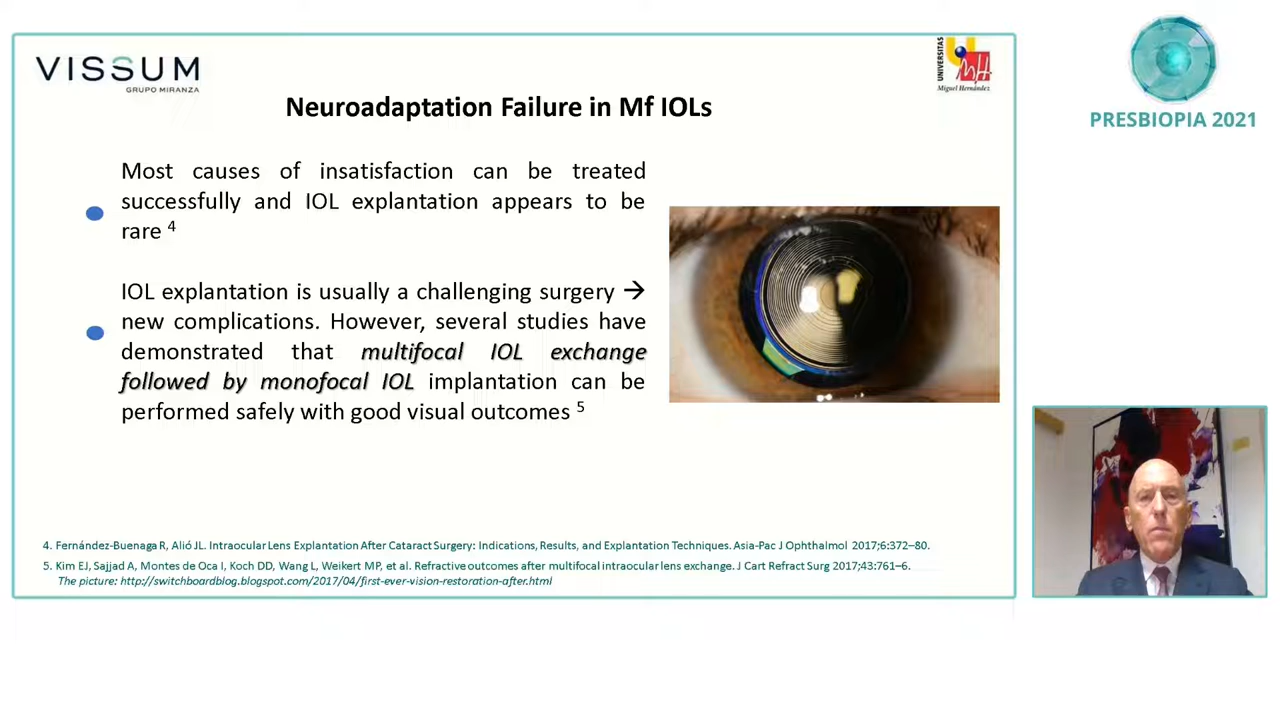 VISSUM
GRUPO MIRANZA
UNIVERSITAS
Miguel Hernández
PRESBIOPIA 2021
Neuroadaptation Failure in Mf IOLs
Most causes of insatisfaction can be treated
successfully and IOL explantation appears to be
rare 4
IOL explantation is usually a challenging surgery →
new complications. However, several studies have
demonstrated that multifocal IOL exchange
followed by monofocal IOL implantation can be
performed safely with good visual outcomes 5
4. Fernández-Buenaga R, Alió JL. Intraocular Lens Explantation After Cataract Surgery: Indications, Results, and Explantation Techniques. Asia-Pac J Ophthalmol 2017;6:372–80.
5. Kim EJ, Sajjad A, Montes de Oca I, Koch DD, Wang L, Weikert MP, et al. Refractive outcomes after multifocal intraocular lens exchange. J Cart Refract Surg 2017;43:761–6.
The picture: http://switchboardblog.blogspot.com/2017/04/first-ever-vision-restoration-after.html